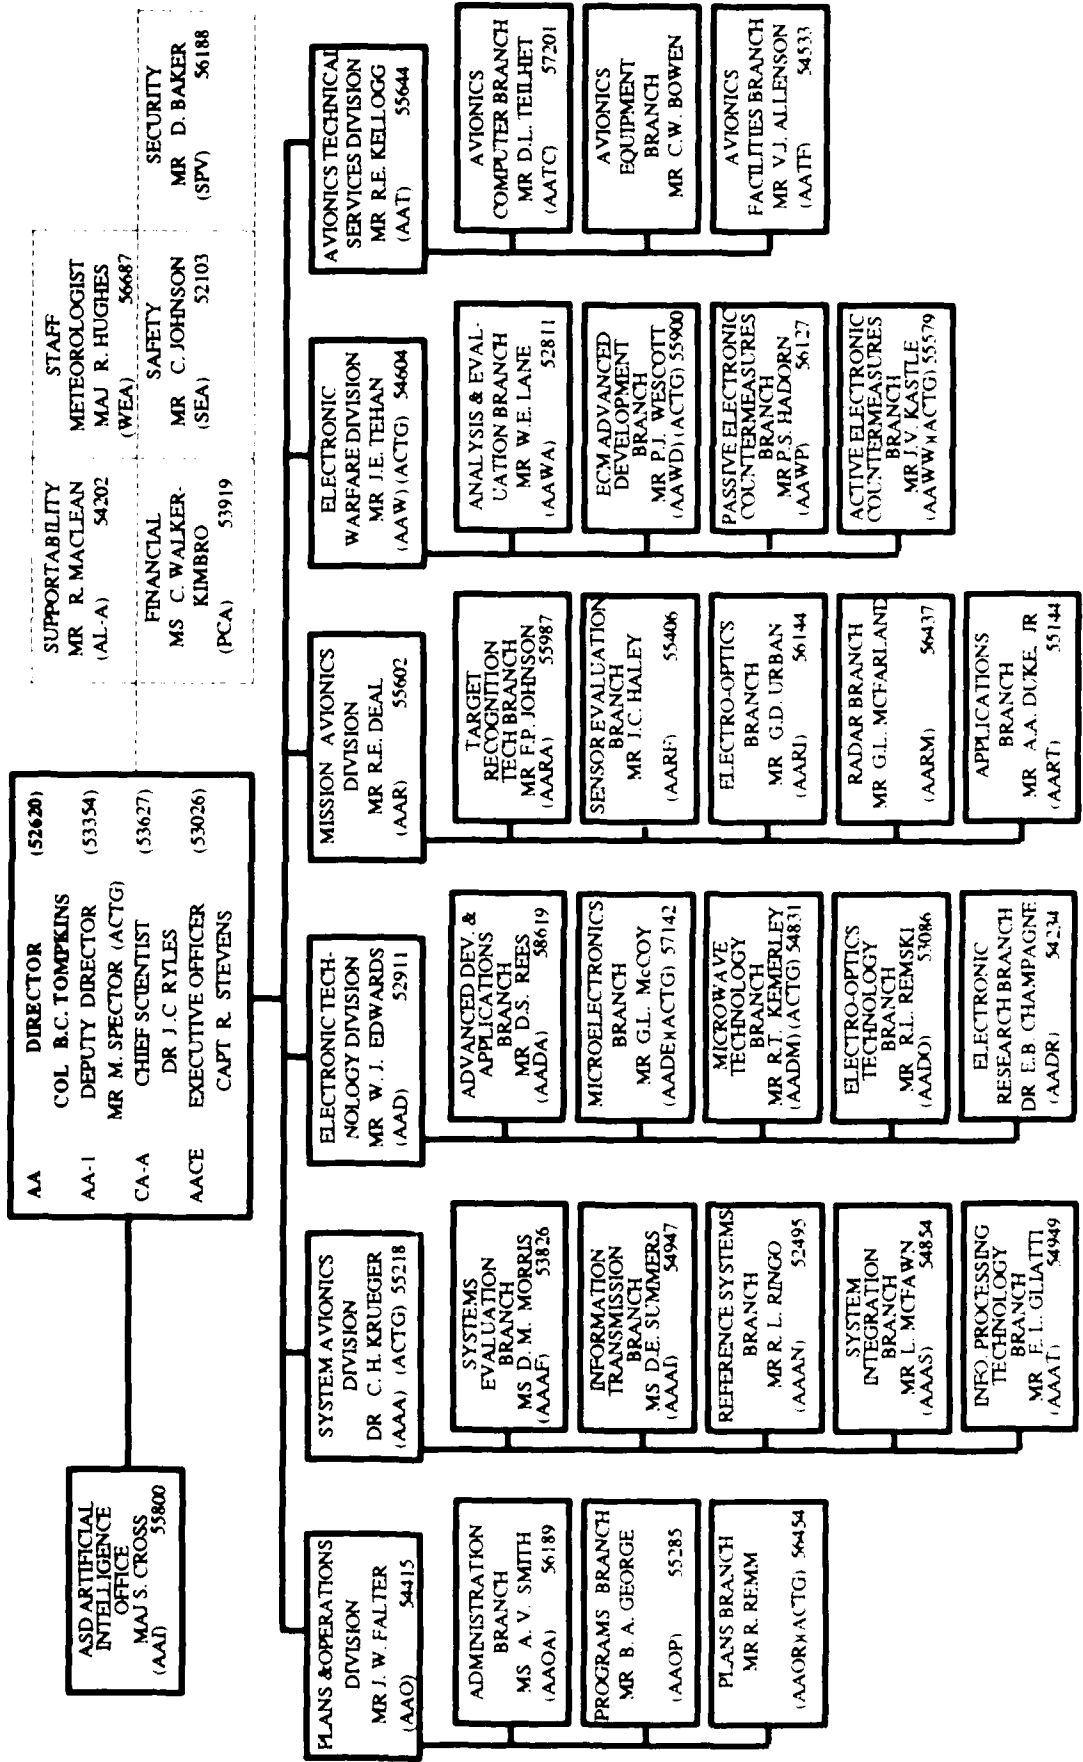 ASD ARTIFICIAL
INTELLIGENCE
OFFICE
MAJ S. CROSS
(AAI) 55800
AA DIRECTOR (52620)
COL B.C. TOMPKINS
AA-1 DEPUTY DIRECTOR (53354)
MR M. SPECTOR (ACTG)
CA-A CHIEF SCIENTIST (53627)
DR J.C RYLES
AACE EXECUTIVE OFFICER (53026)
CAPT R. STEVENS
SUPPORTABILITY
MR R. MACLEAN
(AL-A) 54202
STAFF
METEOROLOGIST
MAJ R. HUGHES
(WEA) 56687
FINANCIAL
MS C. WALKER-
KIMBRO
(PCA) 53919
SAFETY
MR C. JOHNSON
(SEA) 52103
SECURITY
MR D. BAKER
(SPV) 56188
PLANS &OPERATIONS
DIVISION
MR J. W. FALTER
(AAO) 54415
ADMINISTRATION
BRANCH
MS A. V. SMITH
(AAOA) 56189
PROGRAMS BRANCH
MR B. A. GEORGE
(AAOP) 55285
PLANS BRANCH
MR R. REMM
(AAOR)(ACTG) 56454
SYSTEM AVIONICS
DIVISION
DR C. H. KRUEGER
(AAA) (ACTG) 55218
SYSTEMS
EVALUATION
BRANCH
MS D. M. MORRIS
(AAAF) 53826
INFORMATION
TRANSMISSION
BRANCH
MS D.E. SUMMERS
(AAAI) 54947
REFERENCE SYSTEMS
BRANCH
MR R. L. RINGO
(AAAN) 52495
SYSTEM
INTEGRATION
BRANCH
MR L. MCFAWN
(AAAS) 54854
INFO PROCESSING
TECHNOLOGY
BRANCH
MR F. L. GLIATTI
(AAAT) 54949
ELECTRONIC TECH-
NOLOGY DIVISION
MR W. J. EDWARDS
(AAD) 52911
ADVANCED DEV. &
APPLICATIONS
BRANCH
MR D.S. REES
(AADA) 58619
MICROELECTRONICS
BRANCH
MR G.L. McCOY
(AADE)(ACTG) 57142
MICROWAVE
TECHNOLOGY
BRANCH
MR R.T. KEMERLEY
(AADM) (ACTG) 54831
ELECTRO-OPTICS
TECHNOLOGY
BRANCH
MR R.L. REMSKI
(AADO) 53086
ELECTRONIC
RESEARCH BRANCH
DR E.B. CHAMPAGNE
(AADR) 54234
MISSION AVIONICS
DIVISION
MR R.E. DEAL
(AAR) 55602
TARGET
RECOGNITION
TECH BRANCH
MR F.P. JOHNSON
(AARA) 55987
SENSOR EVALUATION
BRANCH
MR J.C. HALEY
(AARF) 55406
ELECTRO-OPTICS
BRANCH
MR G.D. URBAN
(AARI) 56144
RADAR BRANCH
MR G.L. MCFARLAND
(AARM) 56437
APPLICATIONS
BRANCH
MR A.A. DUKE, JR
(AART) 55144
ELECTRONIC
WARFARE DIVISION
MR J.E. TEHAN
(AAW) (ACTG) 54604
ANALYSIS & EVAL-
UATION BRANCH
MR W.E. LANE
(AAWA) 52811
ECM ADVANCED
DEVELOPMENT
BRANCH
MR P.J. WESCOTT
(AAWD) (ACTG) 55900
PASSIVE ELECTRONIC
COUNTERMEASURES
BRANCH
MR P.S. HADORN
(AAWP) 56127
ACTIVE ELECTRONIC
COUNTERMEASURES
BRANCH
MR J.V. KASTLE
(AAWW)(ACTG) 55579
AVIONICS TECHNICAL
SERVICES DIVISION
MR R.E. KELLOGG
(AAT) 55644
AVIONICS
COMPUTER BRANCH
MR D.L. TEILHET
(AATC) 57201
AVIONICS
EQUIPMENT
BRANCH
MR C.W. BOWEN
AVIONICS
FACILITIES BRANCH
MR V.J. ALLENSON
(AATF) 54533